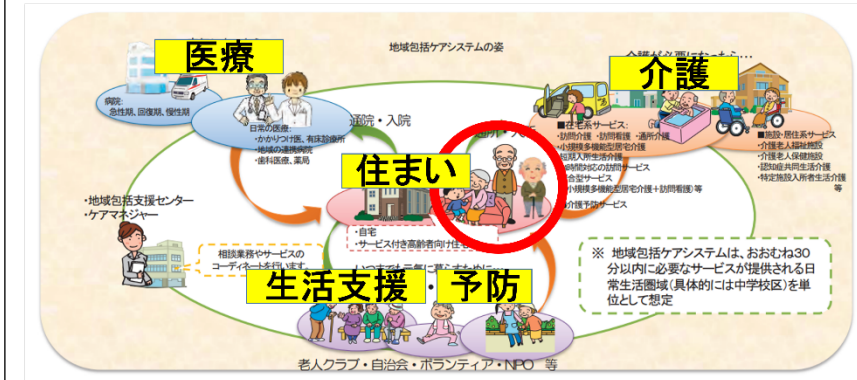 地域包括ケアシステムの姿
医療
介護
病院:
急性期、回復期、慢性期
日常の医療:
・かかりつけ医、有床診療所
・地域の連携病院
・歯科医療、薬局
通院・入院
■在宅系サービス:
・訪問介護・訪問看護・通所介護
・小規模多機能型居宅介護
・短期入所生活介護
時間対応の訪問サービス
合型サービス
小規模多機能型居宅介護+訪問看護)等
介護予防サービス
■施設・居住系サービス
・介護老人福祉施設
・介護老人保健施設
・認知症共同生活介護
・特定施設入所者生活介護
等
住まい
・自宅
・サービス付き高齢者向け住宅
・地域包括支援センター
・ケアマネジャー
相談業務やサービスの
コーディネートを行います。
生活支援・予防
※ 地域包括ケアシステムは、おおむね30
分以内に必要なサービスが提供される日
常生活圏域(具体的には中学校区)を単
位として想定
老人クラブ・自治会・ボランティア・NPO 等